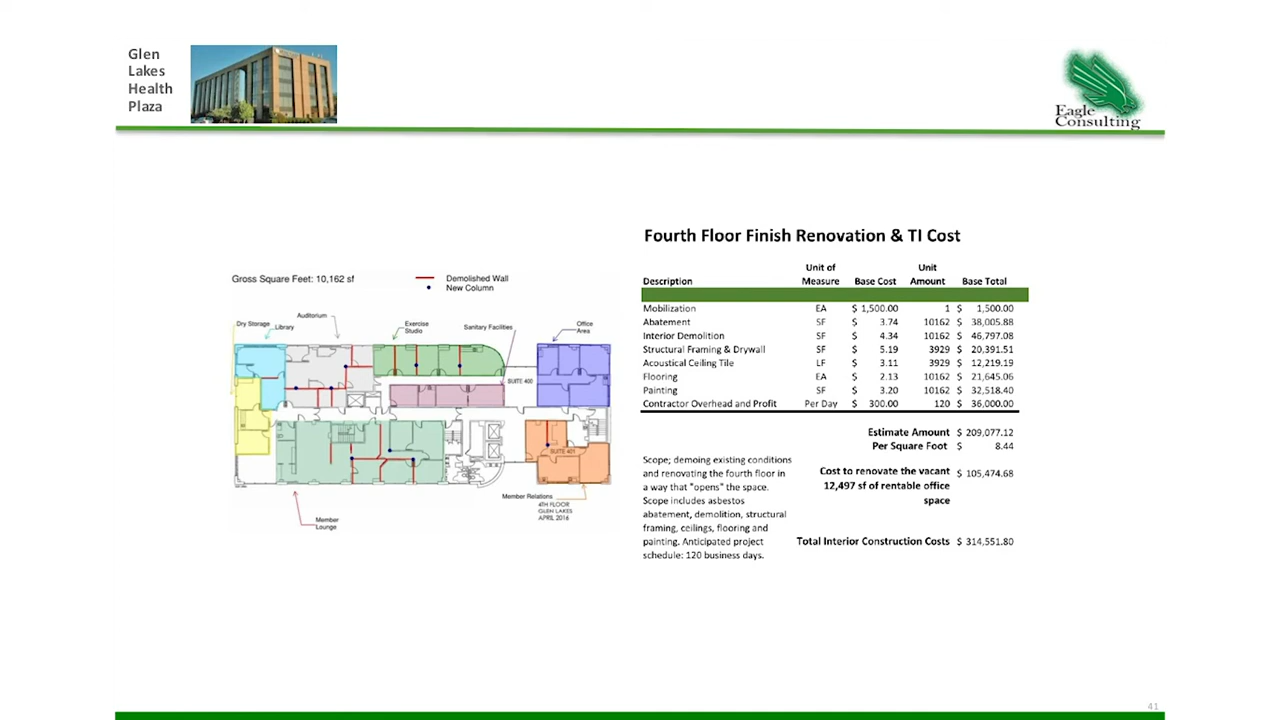 Glen
Lakes
Health
Plaza
Eagle
Consulting
Fourth Floor Finish Renovation & TI Cost
Gross Square Feet: 10,162 sf
Demolished Wall
New Column
Dry Storage
Library
Auditorium
Exercise
Studio
Sanitary Facilities
Office
Area
SUITE 400
SUITE 401
Member Relations
4TH FLOOR
GLEN LAKES
APRIL 2016
Member
Lounge
Description Unit of Measure Base Cost Unit Amount Base Total
Mobilization EA $ 1,500.00 1 $ 1,500.00
Abatement SF $ 3.74 10162 $ 38,005.88
Interior Demolition SF $ 4.34 10162 $ 46,797.08
Structural Framing & Drywall SF $ 5.19 3929 $ 20,391.51
Acoustical Ceiling Tile LF $ 3.11 3929 $ 12,219.19
Flooring EA $ 2.13 10162 $ 21,645.06
Painting SF $ 3.20 10162 $ 32,518.40
Contractor Overhead and Profit Per Day $ 300.00 120 $ 36,000.00
Estimate Amount $ 209,077.12
Per Square Foot $ 8.44
Cost to renovate the vacant $ 105,474.68
12,497 sf of rentable office
space
Total Interior Construction Costs $ 314,551.80
Scope; demoing existing conditions
and renovating the fourth floor in
a way that "opens" the space.
Scope includes asbestos
abatement, demolition, structural
framing, ceilings, flooring and
painting. Anticipated project
schedule: 120 business days.
41